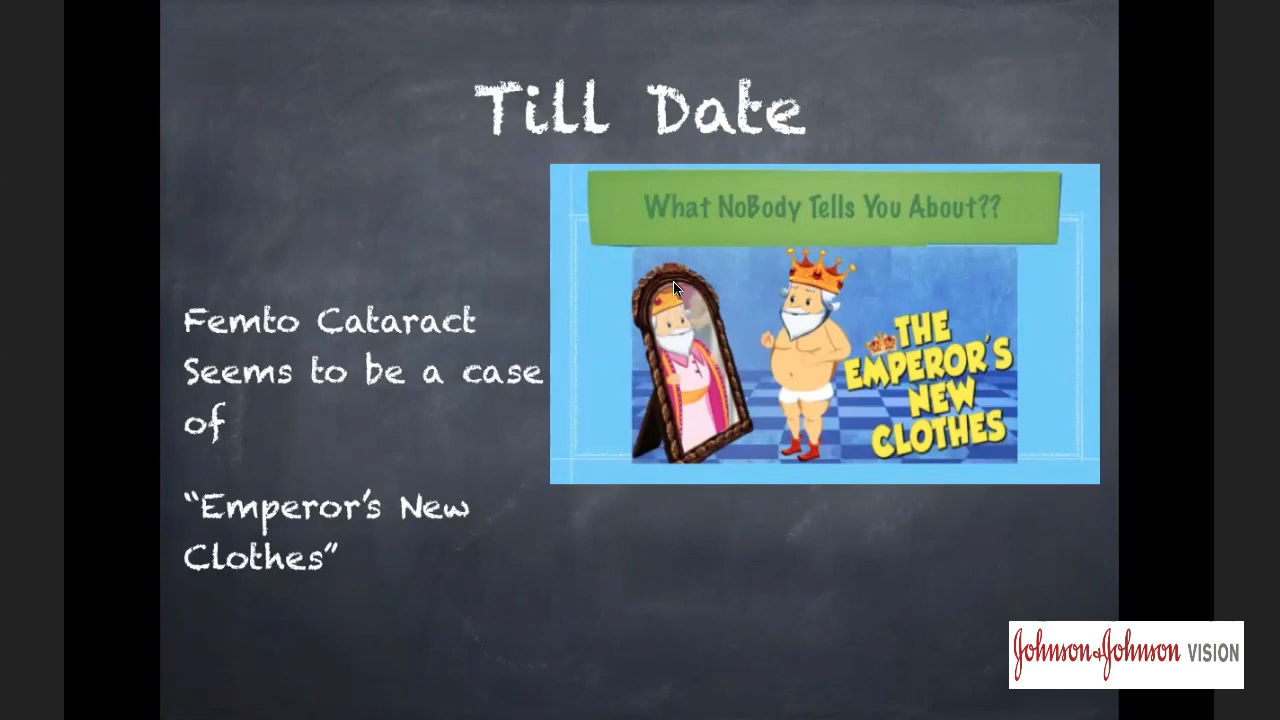 Till Date
What NoBody Tells You About??
Femto Cataract
Seems to be a case
of
"Emperor's New
Clothes"
THE
EMPEROR'S
NEW
CLOTHES
Johnson & Johnson VISION